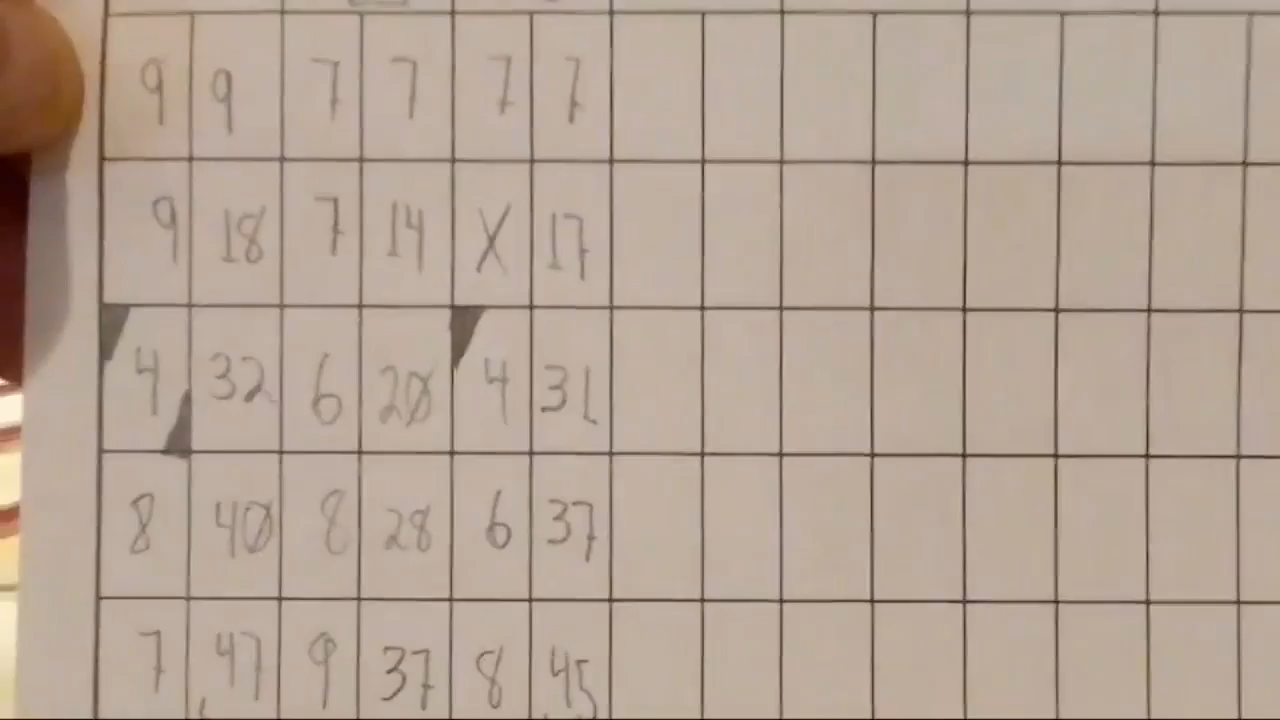 9 9 7 7 7 7
9 18 7 14 X 17
4 32 6 20 4 31
8 40 8 28 6 37
7 47 9 37 8 45